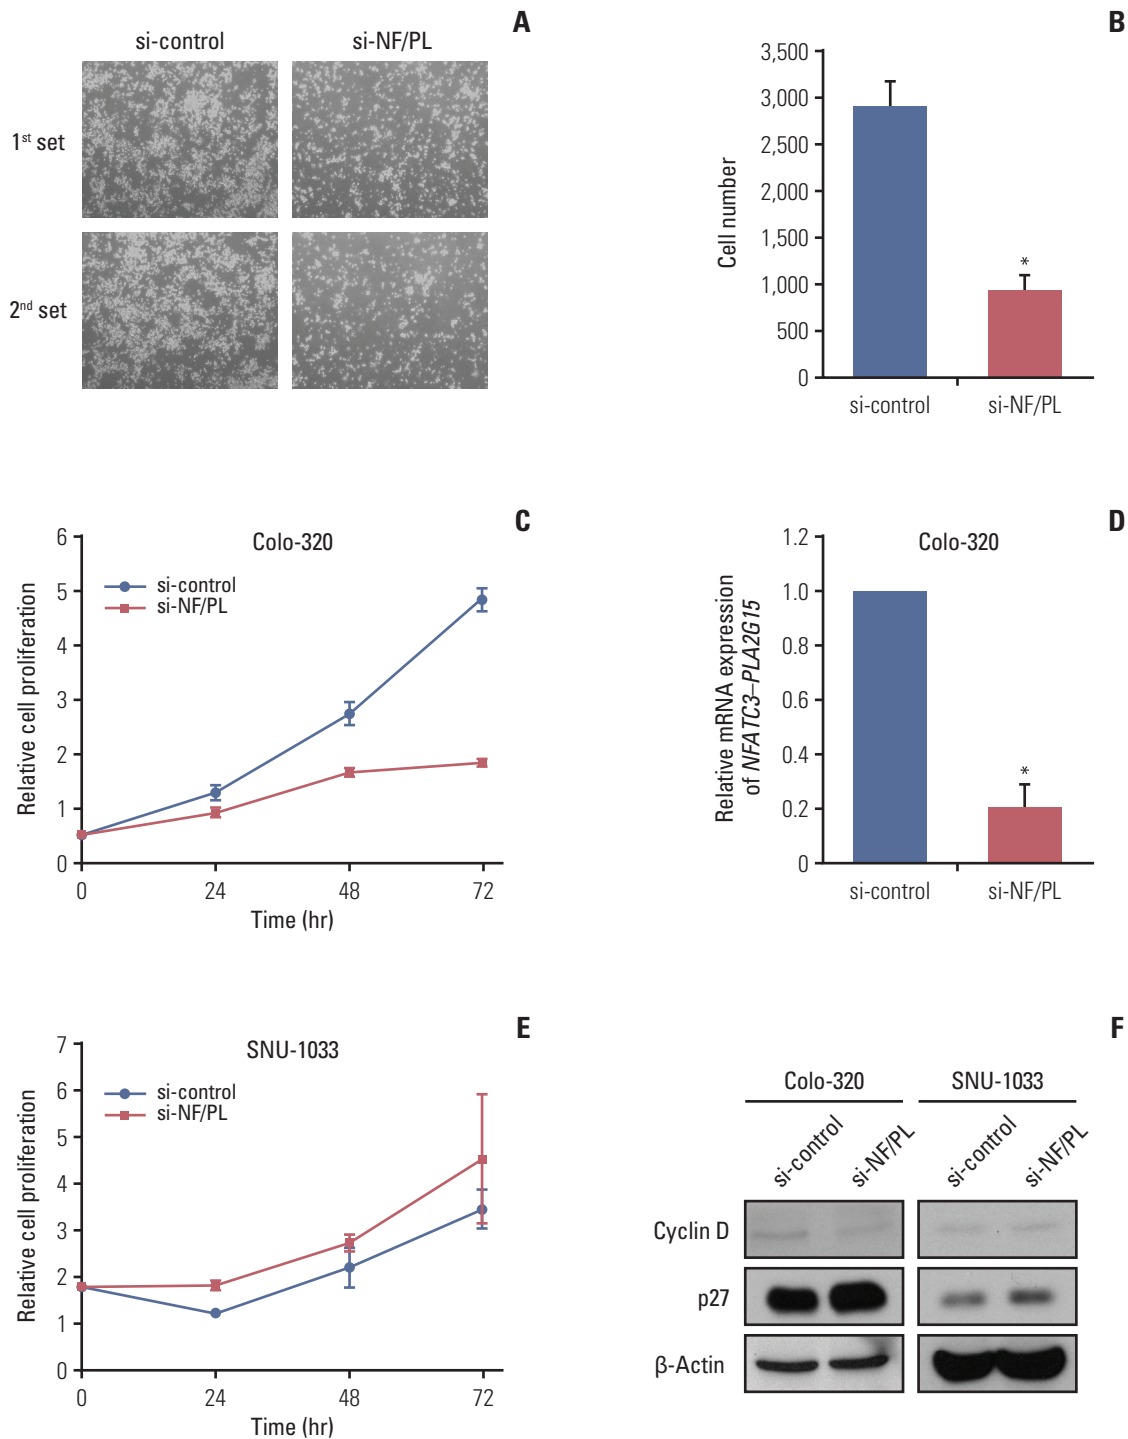 A
si-control
si-NF/PL
1st set
2nd set
B
3,500
3,000
2,500
2,000
1,500
1,000
500
0
Cell number
*
si-control
si-NF/PL
C
Colo-320
6
5
4
3
2
1
0
Relative cell proliferation
si-control
si-NF/PL
0
24
48
72
Time (hr)
D
Colo-320
1.2
1.0
0.8
0.6
0.4
0.2
0
Relative mRNA expression
of NFATC3–PLA2G15
*
si-control
si-NF/PL
E
SNU-1033
7
6
5
4
3
2
1
0
Relative cell proliferation
si-control
si-NF/PL
0
24
48
72
Time (hr)
F
Colo-320
SNU-1033
si-control
si-NF/PL
si-control
si-NF/PL
Cyclin D
p27
β-Actin